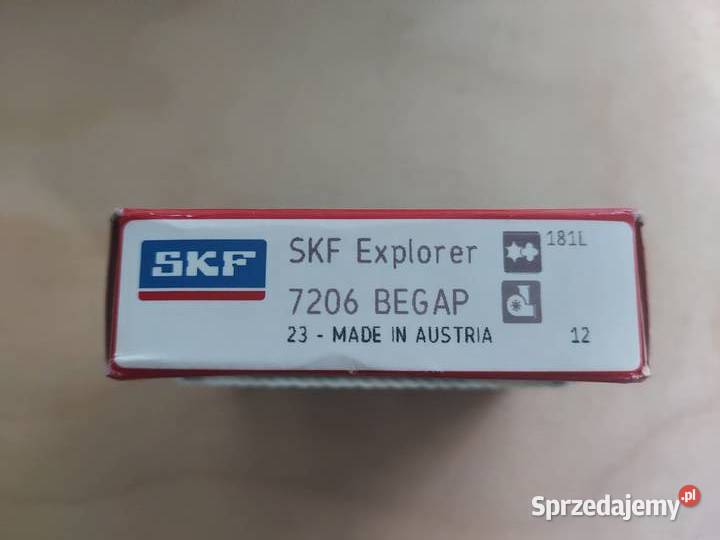 SKF
SKF Explorer
181L
7206 BEGAP
23 - MADE IN AUSTRIA
12
Sprzedajemy.pl